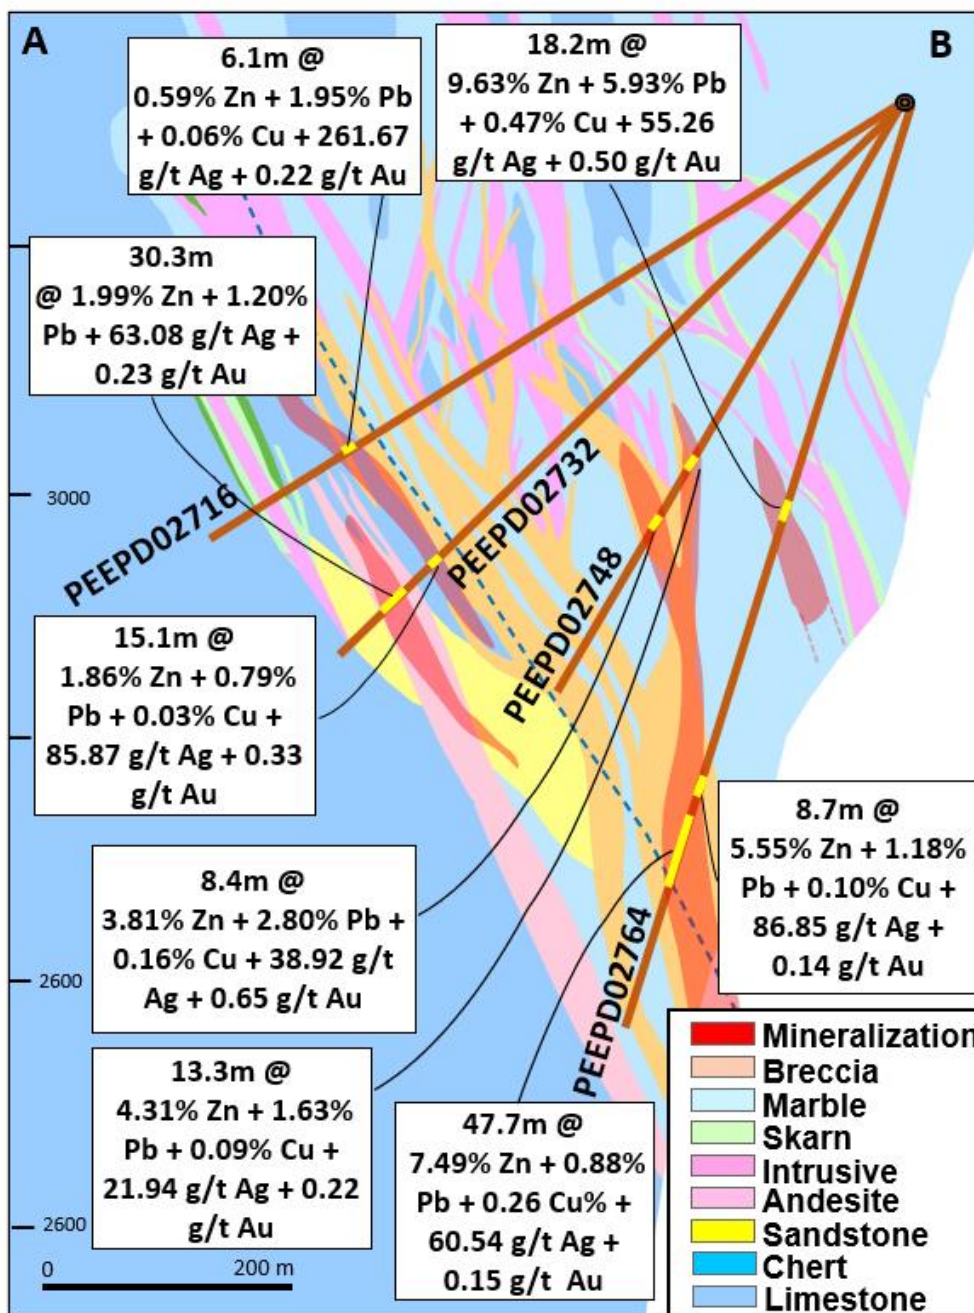 A
B
6.1m @
0.59% Zn + 1.95% Pb
+ 0.06% Cu + 261.67
g/t Ag + 0.22 g/t Au
18.2m @
9.63% Zn + 5.93% Pb
+ 0.47% Cu + 55.26
g/t Ag + 0.50 g/t Au
30.3m
@ 1.99% Zn + 1.20%
Pb + 63.08 g/t Ag +
0.23 g/t Au
3000
PEEPD02716
PEEPD02732
PEEPD02748
PEEPD02764
15.1m @
1.86% Zn + 0.79%
Pb + 0.03% Cu +
85.87 g/t Ag + 0.33
g/t Au
8.7m @
5.55% Zn + 1.18%
Pb + 0.10% Cu +
86.85 g/t Ag +
0.14 g/t Au
8.4m @
3.81% Zn + 2.80% Pb +
0.16% Cu + 38.92 g/t
Ag + 0.65 g/t Au
2600
13.3m @
4.31% Zn + 1.63%
Pb + 0.09% Cu +
21.94 g/t Ag + 0.22
g/t Au
47.7m @
7.49% Zn + 0.88%
Pb + 0.26 Cu% +
60.54 g/t Ag +
0.15 g/t Au
2600
0 200 m
Mineralization
Breccia
Marble
Skarn
Intrusive
Andesite
Sandstone
Chert
Limestone